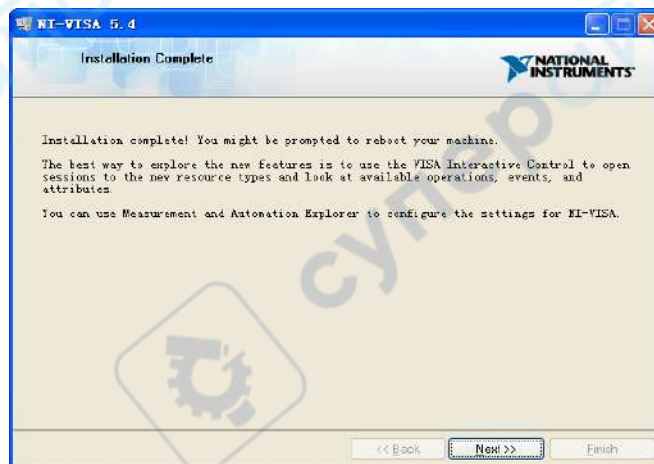 NI-VISA 5.4
Installation Complete
NATIONAL
INSTRUMENTS
Installation complete! You might be prompted to reboot your machine.
The best way to explore the new features is to use the VISA Interactive Control to open
sessions to the new resource types and look at available operations, events, and
attributes.
You can use Measurement and Automation Explorer to configure the settings for NI-VISA.
супер
<< Back
Next >>
Finish